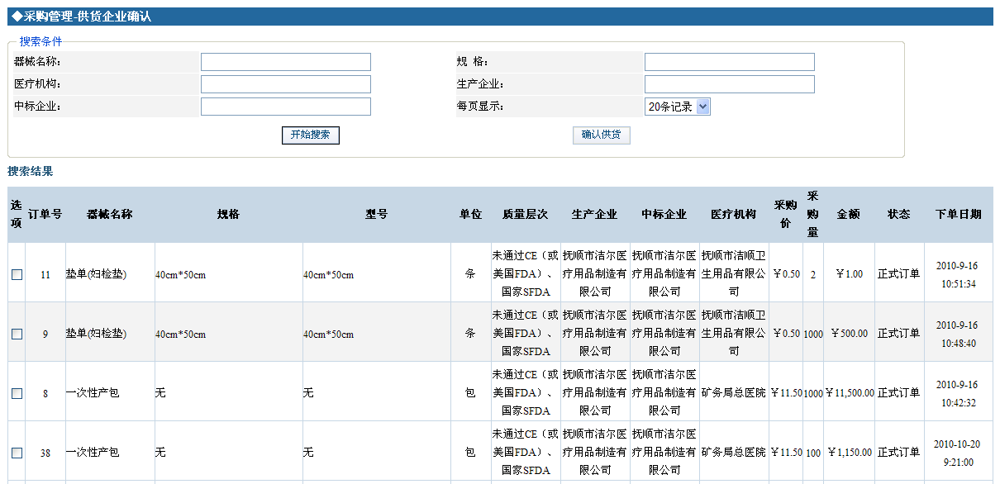 ◆采购管理-供货企业确认
搜索条件
器械名称： 规 格：
医疗机构： 生产企业：
中标企业： 每页显示： 20条记录
开始搜索 确认供货
搜索结果
选项 订单号 器械名称 规格 型号 单位 质量层次 生产企业 中标企业 医疗机构 采购价 采购量 金额 状态 下单日期
11 垫单(妇检垫) 40cm*50cm 40cm*50cm 条 未通过CE（或美国FDA）、国家SFDA 抚顺市洁尔医疗用品制造有限公司 抚顺市洁尔医疗用品制造有限公司 抚顺市洁顺卫生用品有限公司 ￥0.50 2 ￥1.00 正式订单 2010-9-16 10:51:34
9 垫单(妇检垫) 40cm*50cm 40cm*50cm 条 未通过CE（或美国FDA）、国家SFDA 抚顺市洁尔医疗用品制造有限公司 抚顺市洁尔医疗用品制造有限公司 抚顺市洁顺卫生用品有限公司 ￥0.50 1000 ￥500.00 正式订单 2010-9-16 10:48:40
8 一次性产包 无 无 包 未通过CE（或美国FDA）、国家SFDA 抚顺市洁尔医疗用品制造有限公司 抚顺市洁尔医疗用品制造有限公司 矿务局总医院 ￥11.50 1000 ￥11,500.00 正式订单 2010-9-16 10:42:32
38 一次性产包 无 无 包 未通过CE（或美国FDA）、国家SFDA 抚顺市洁尔医疗用品制造有限公司 抚顺市洁尔医疗用品制造有限公司 矿务局总医院 ￥11.50 100 ￥1,150.00 正式订单 2010-10-20 9:21:00